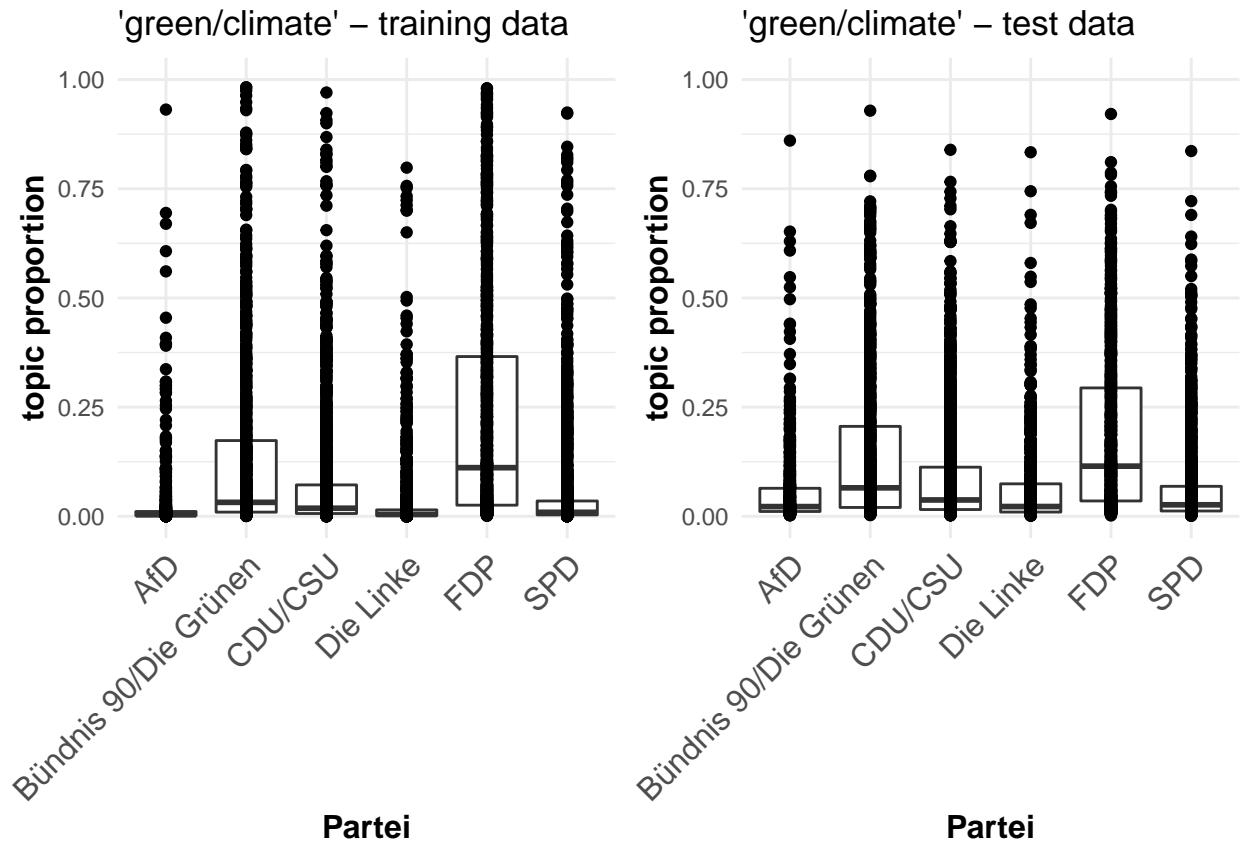 'green/climate' – training data
topic proportion
1.00
0.75
0.50
0.25
0.00
AfD
Bündnis 90/Die Grünen
CDU/CSU
Die Linke
FDP
SPD
Partei
'green/climate' – test data
topic proportion
1.00
0.75
0.50
0.25
0.00
AfD
Bündnis 90/Die Grünen
CDU/CSU
Die Linke
FDP
SPD
Partei